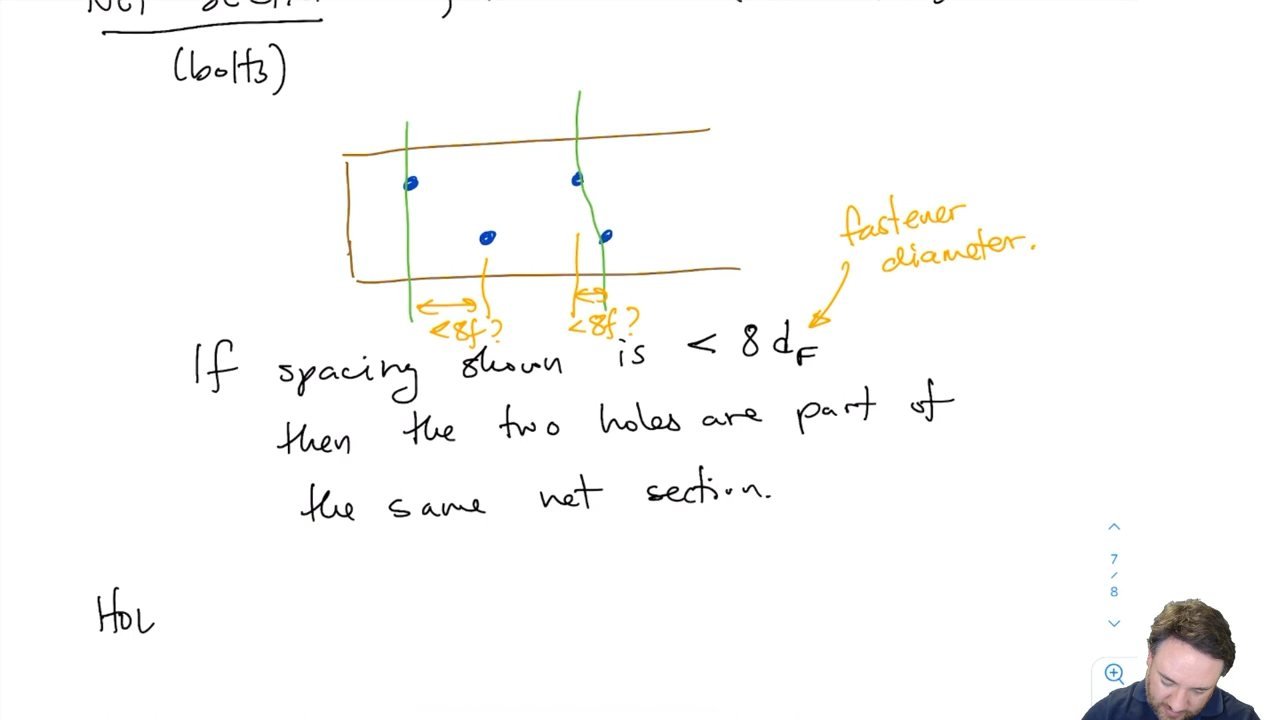 (bolts)
fastener
diameter.
<8f? <8f?
If spacing shown is < 8 dF
then the two holes are part of
the same net section.
7
/
8
Hol